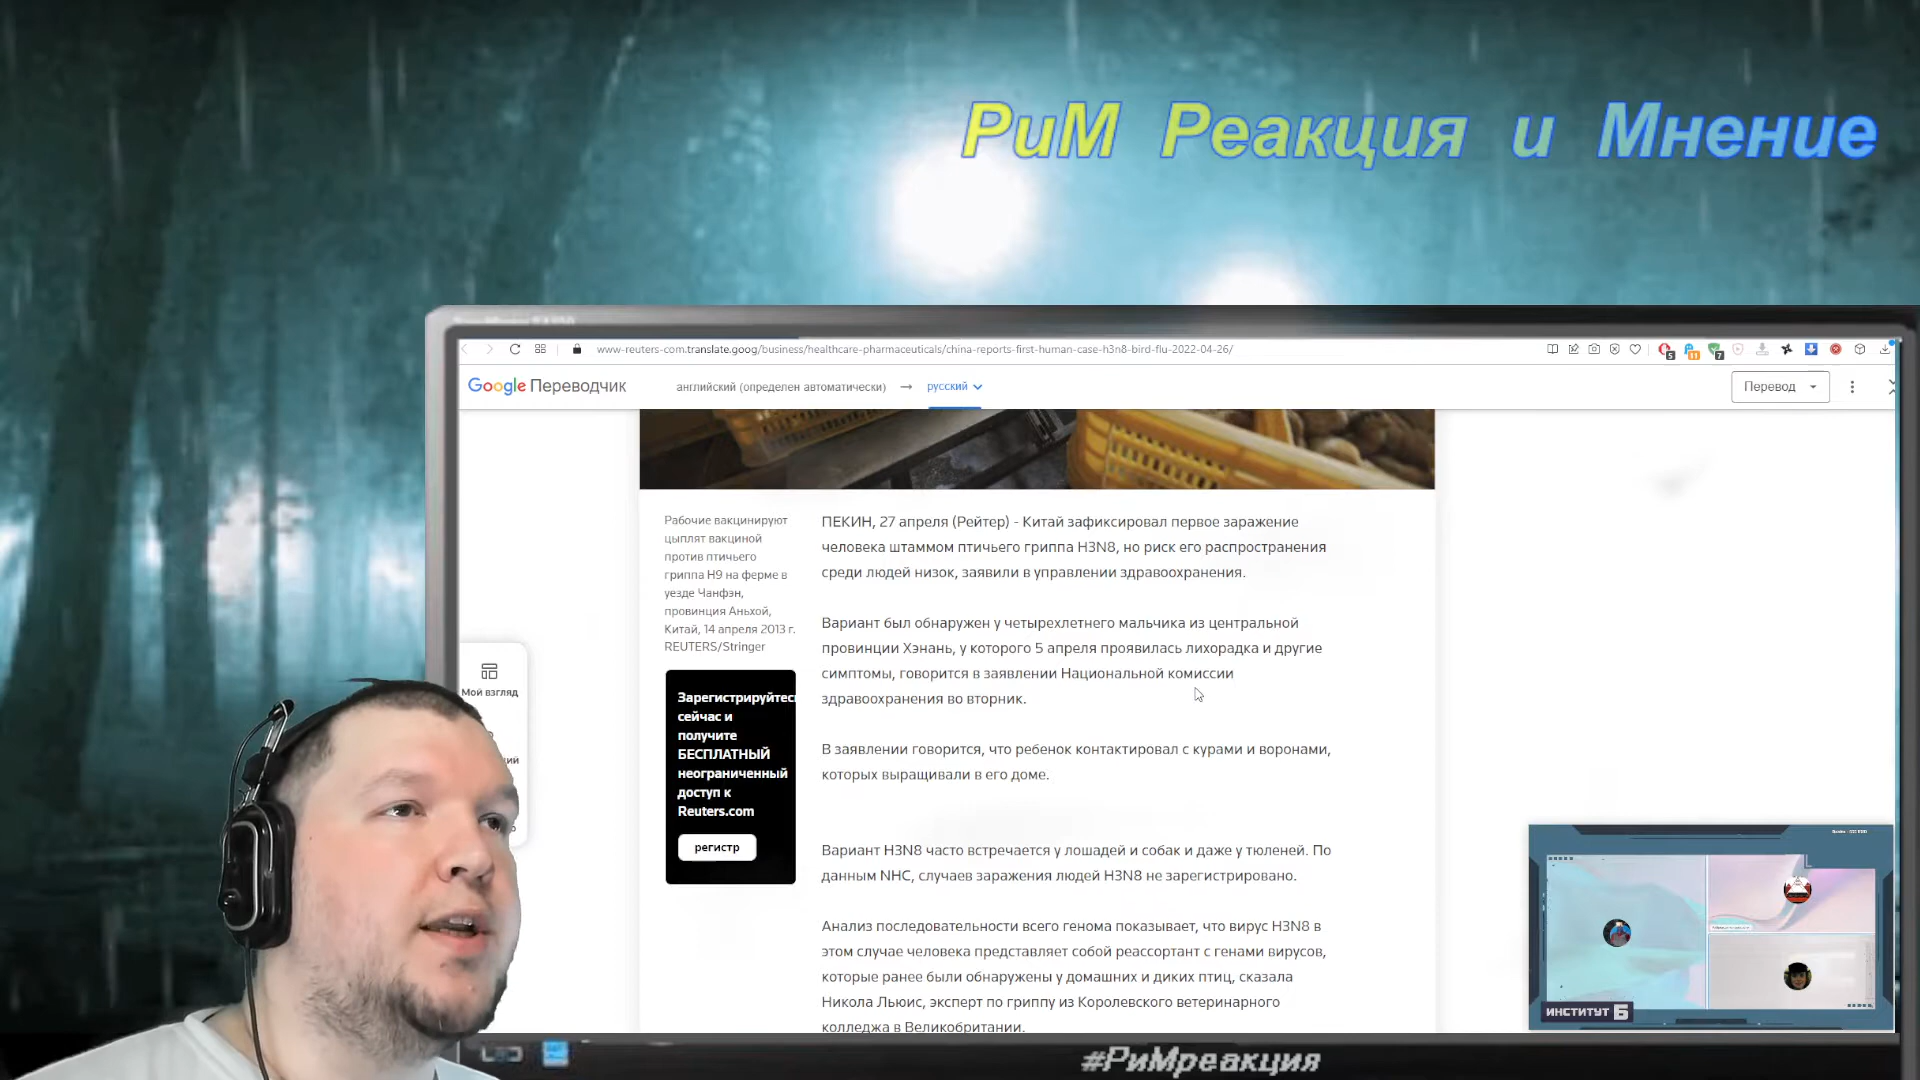 РиМ Реакция и Мнение
www-reuters-com.translate.goog/business/healthcare-pharmaceuticals/china-reports-first-human-case-h3n8-bird-flu-2022-04-26/
5
11
7
Google Переводчик
английский (определен автоматически) → русский
Перевод
Рабочие вакцинируют
цыплят вакциной
против птичьего
гриппа H9 на ферме в
уезде Чанфэн,
провинция Аньхой,
Китай, 14 апреля 2013 г.
REUTERS/Stringer
Мой взгляд
Зарегистрируйтесь
сейчас и
получите
БЕСПЛАТНЫЙ
неограниченный
доступ к
Reuters.com
регистр
ПЕКИН, 27 апреля (Рейтер) - Китай зафиксировал первое заражение
человека штаммом птичьего гриппа H3N8, но риск его распространения
среди людей низок, заявили в управлении здравоохранения.
Вариант был обнаружен у четырехлетнего мальчика из центральной
провинции Хэнань, у которого 5 апреля проявилась лихорадка и другие
симптомы, говорится в заявлении Национальной комиссии
здравоохранения во вторник.
В заявлении говорится, что ребенок контактировал с курами и воронами,
которых выращивали в его доме.
Вариант H3N8 часто встречается у лошадей и собак и даже у тюленей. По
данным NHC, случаев заражения людей H3N8 не зарегистрировано.
Анализ последовательности всего генома показывает, что вирус H3N8 в
этом случае человека представляет собой реассортант с генами вирусов,
которые ранее были обнаружены у домашних и диких птиц, сказала
Никола Льюис, эксперт по гриппу из Королевского ветеринарного
колледжа в Великобритании.
ИНСТИТУТ Б
#РиМреакция